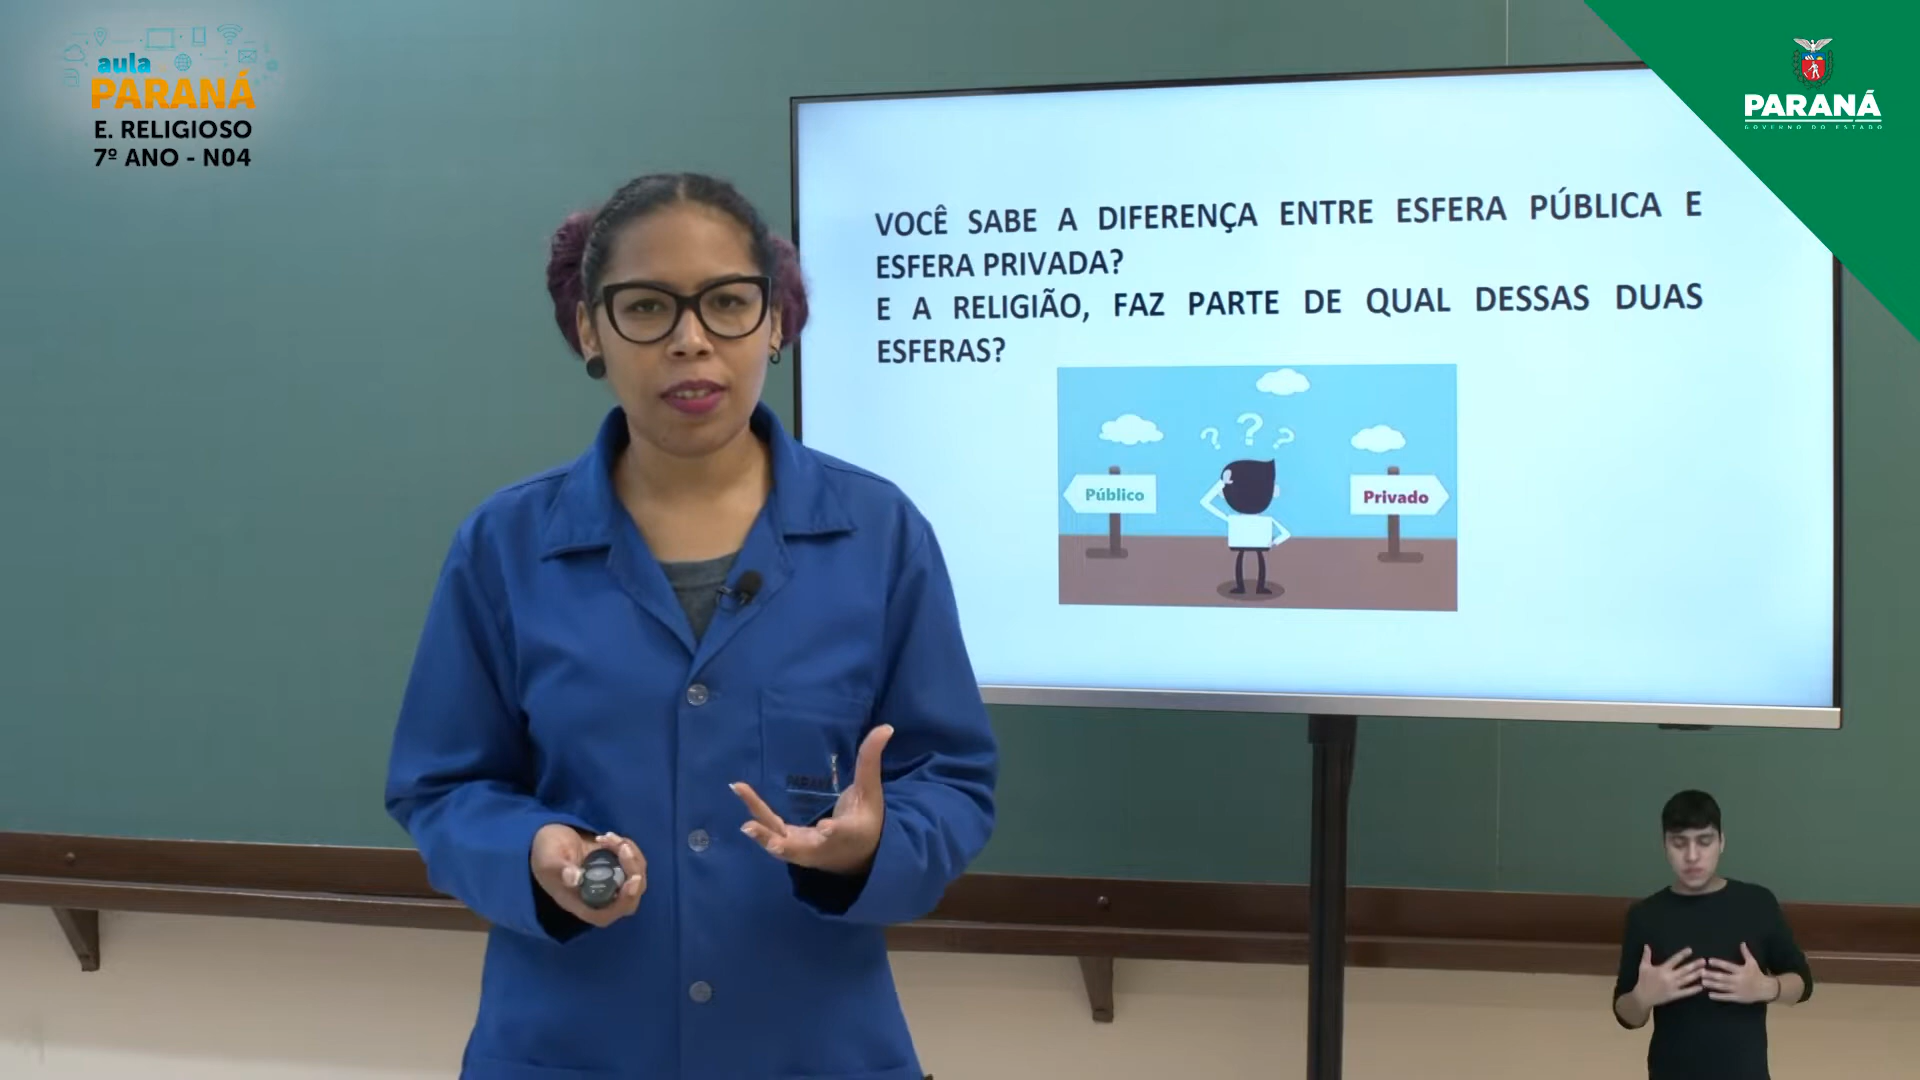 aula
PARANÁ
E. RELIGIOSO
7º ANO - N04
PARANÁ
GOVERNO DO ESTADO
VOCÊ SABE A DIFERENÇA ENTRE ESFERA PÚBLICA E
ESFERA PRIVADA?
E A RELIGIÃO, FAZ PARTE DE QUAL DESSAS DUAS
ESFERAS?
? ? ?
Público
Privado
PARANÁ